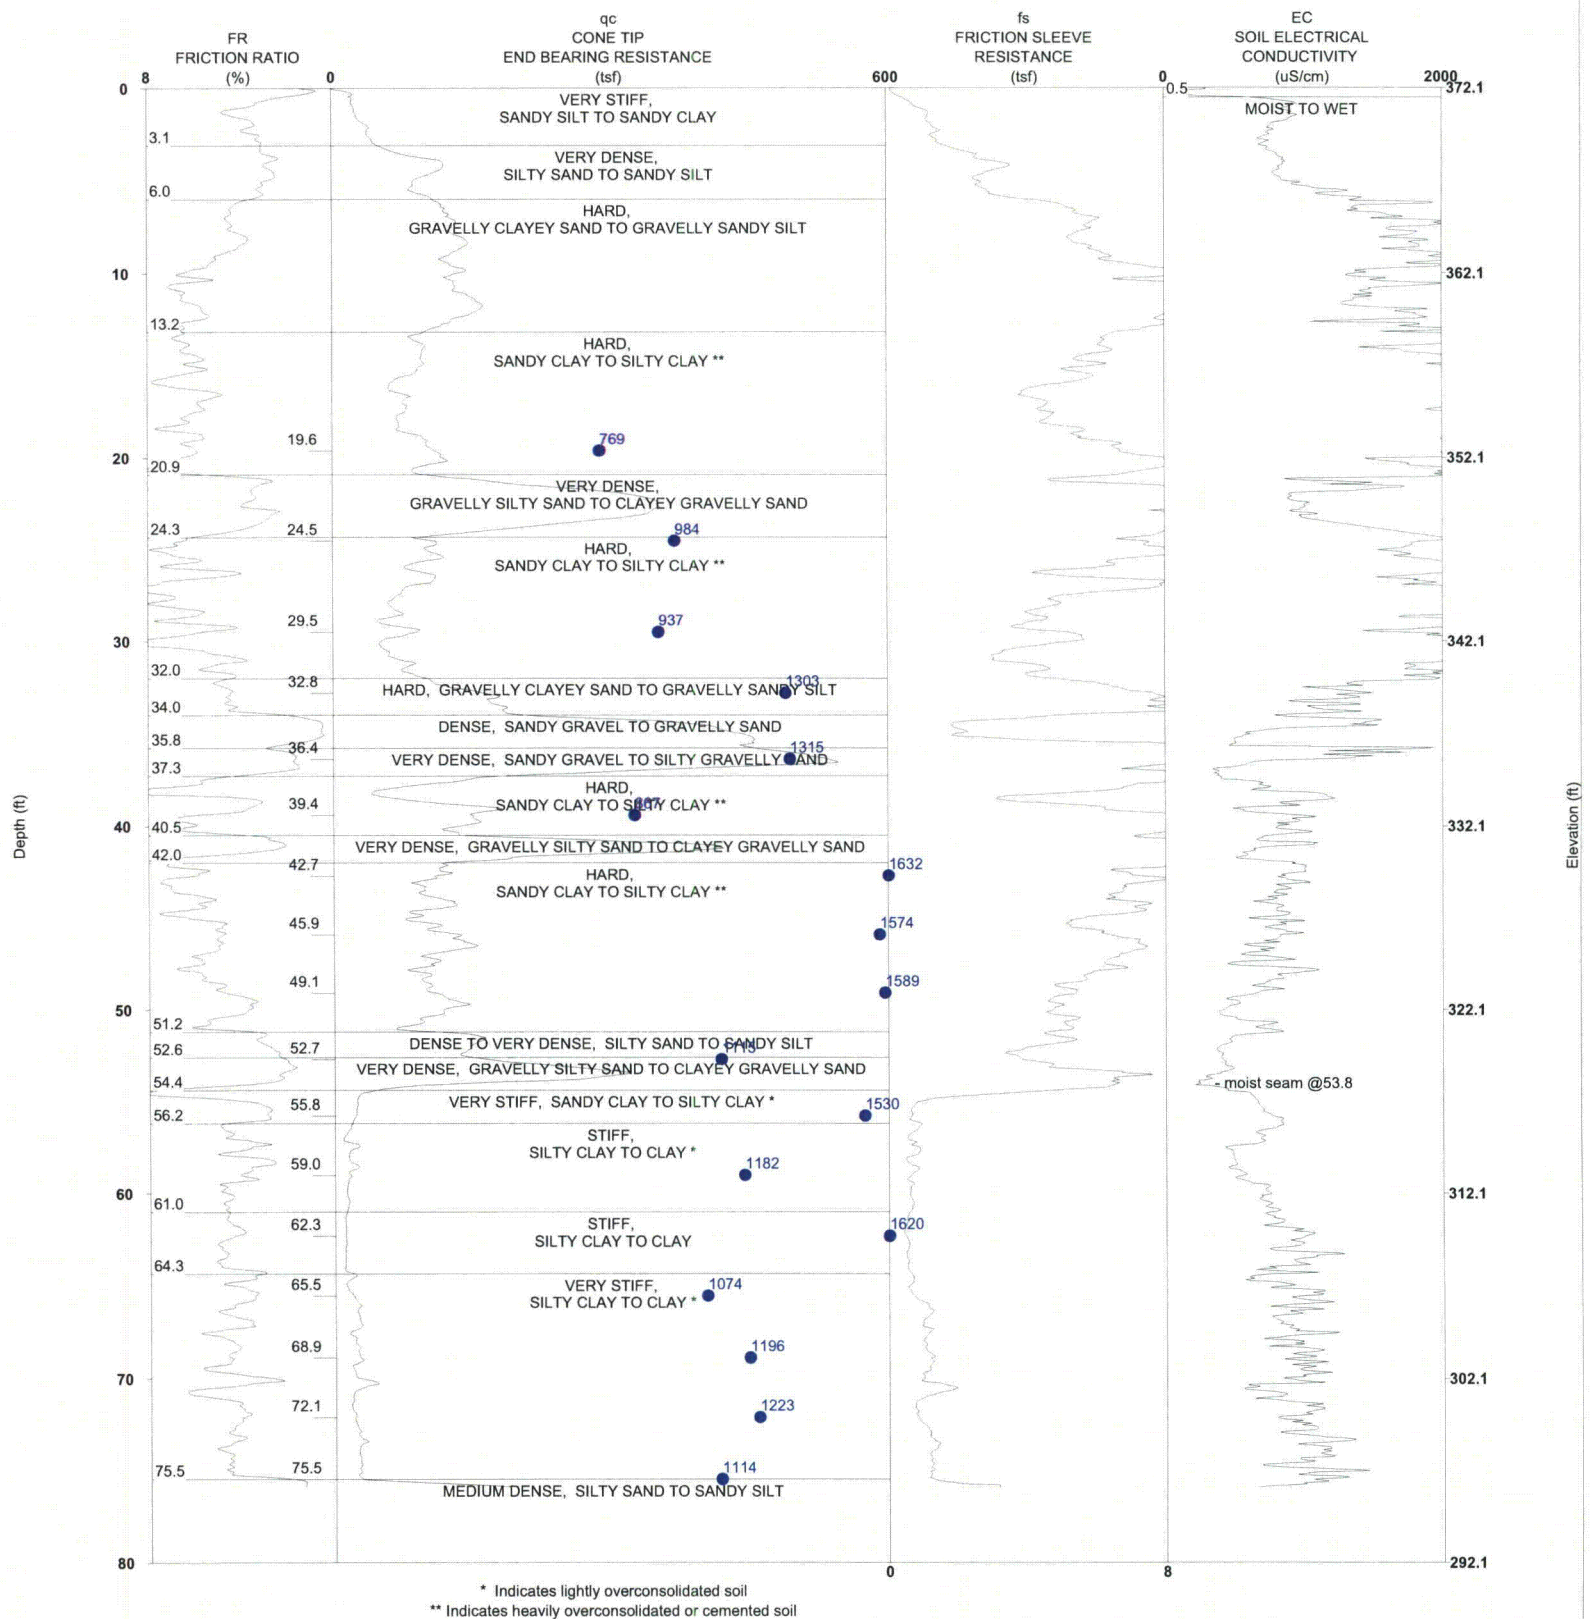 qc
fs
EC
FR
CONE TIP
FRICTION SLEEVE
SOIL ELECTRICAL
FRICTION RATIO
END BEARING RESISTANCE
RESISTANCE
CONDUCTIVITY
(%)
(tsf)
(tsf)
(uS/cm)
8
0
600
0
2000
0
0.5
372.1
VERY STIFF,
SANDY SILT TO SANDY CLAY
MOIST TO WET
3.1
VERY DENSE,
SILTY SAND TO SANDY SILT
6.0
HARD,
GRAVELLY CLAYEY SAND TO GRAVELLY SANDY SILT
10
362.1
13.2
HARD,
SANDY CLAY TO SILTY CLAY **
19.6
769
20
352.1
20.9
VERY DENSE,
GRAVELLY SILTY SAND TO CLAYEY GRAVELLY SAND
24.3
24.5
984
HARD,
SANDY CLAY TO SILTY CLAY **
29.5
937
30
342.1
32.0
32.8
1303
HARD, GRAVELLY CLAYEY SAND TO GRAVELLY SANDY SILT
34.0
DENSE, SANDY GRAVEL TO GRAVELLY SAND
35.8
36.4
1315
VERY DENSE, SANDY GRAVEL TO SILTY GRAVELLY SAND
37.3
HARD,
SANDY CLAY TO SILTY CLAY **
39.4
Depth (ft)
Elevation (ft)
40
40.5
332.1
VERY DENSE, GRAVELLY SILTY SAND TO CLAYEY GRAVELLY SAND
42.0
42.7
1632
HARD,
SANDY CLAY TO SILTY CLAY **
45.9
1574
49.1
1589
50
322.1
51.2
DENSE TO VERY DENSE, SILTY SAND TO SANDY SILT
52.6
52.7
VERY DENSE, GRAVELLY SILTY SAND TO CLAYEY GRAVELLY SAND
54.4
- moist seam @53.8
VERY STIFF, SANDY CLAY TO SILTY CLAY *
55.8
1530
56.2
STIFF,
SILTY CLAY TO CLAY *
59.0
1182
60
312.1
61.0
62.3
STIFF,
SILTY CLAY TO CLAY
1620
64.3
65.5
VERY STIFF,
SILTY CLAY TO CLAY *
1074
68.9
1196
70
302.1
72.1
1223
75.5
75.5
1114
MEDIUM DENSE, SILTY SAND TO SANDY SILT
80
0
8
292.1
* Indicates lightly overconsolidated soil
** Indicates heavily overconsolidated or cemented soil